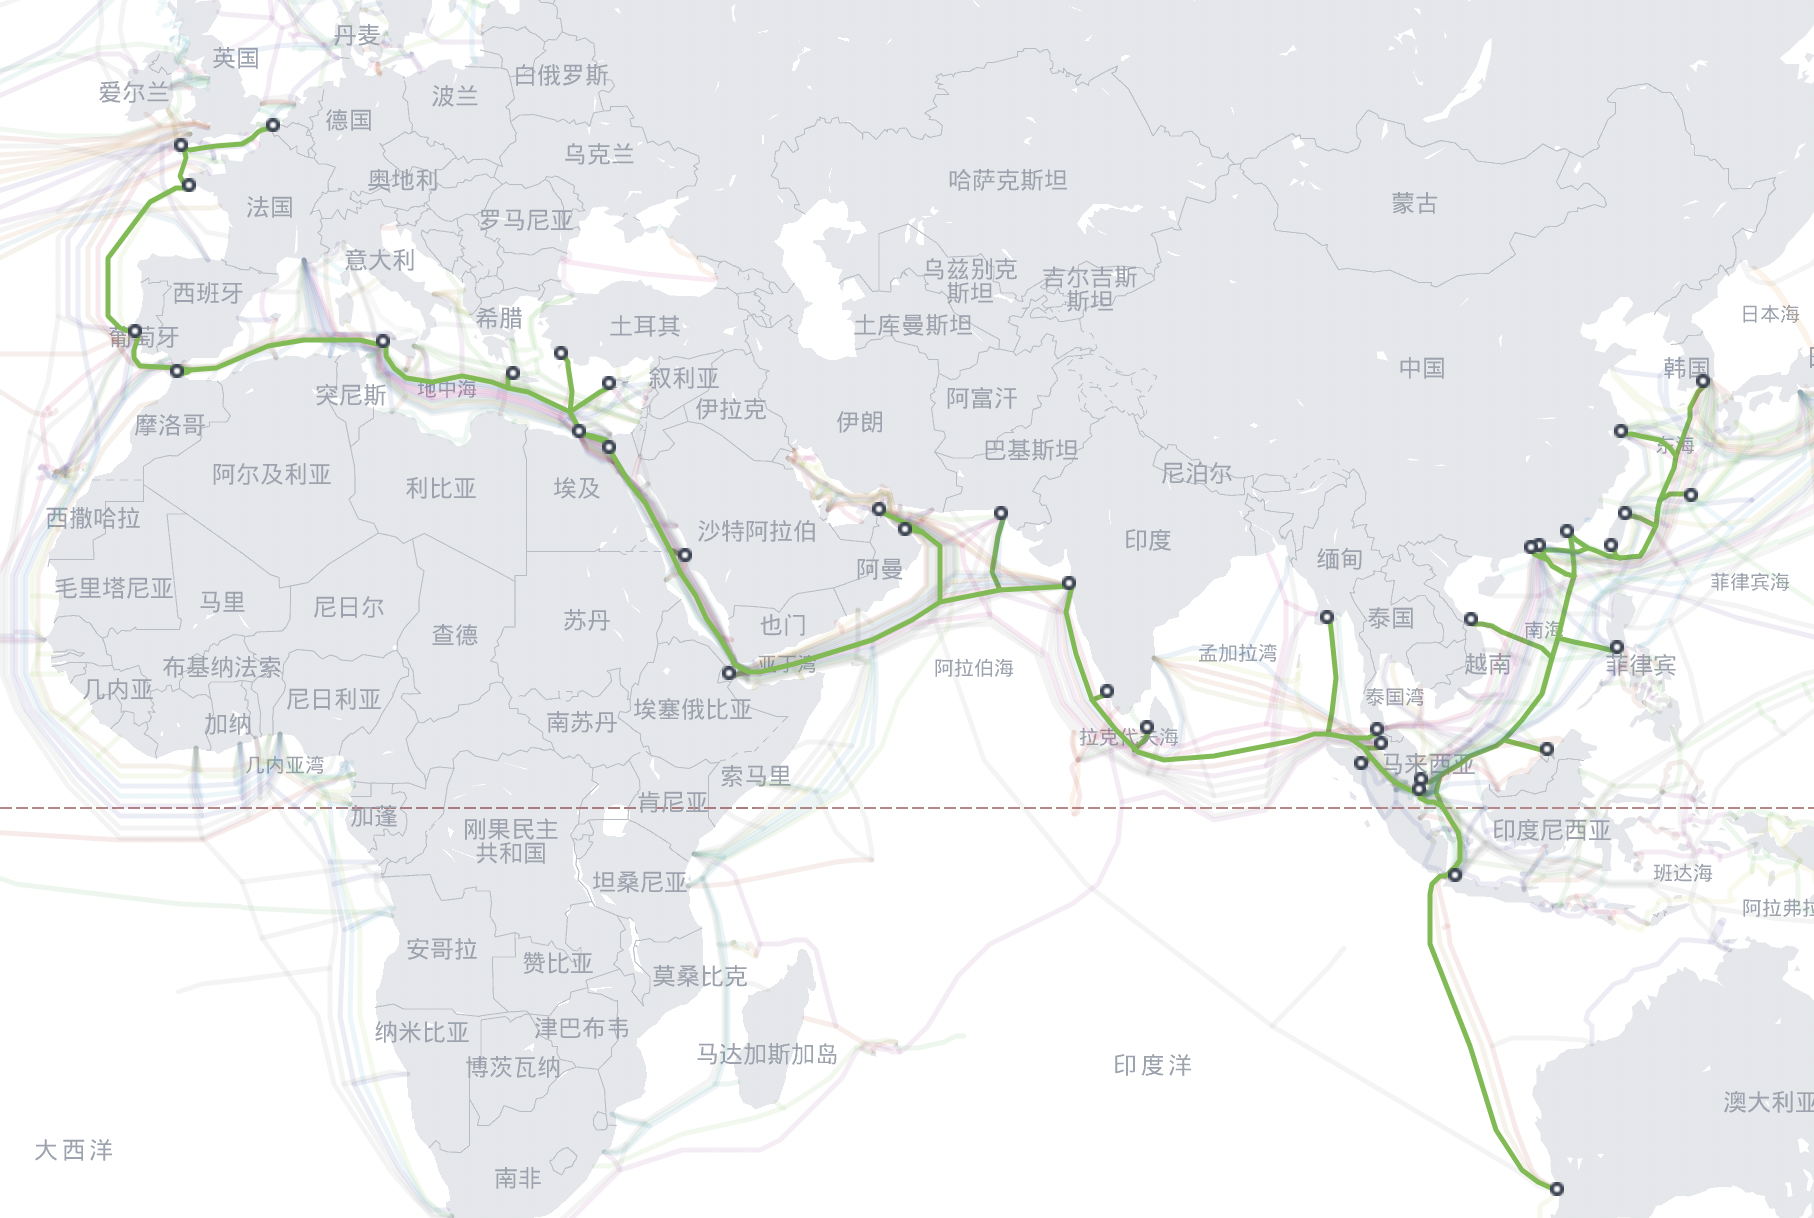 丹麦
英国
白俄罗斯
爱尔兰
波兰
德国
乌克兰
奥地利
哈萨克斯坦
法国
蒙古
罗马尼亚
意大利
乌兹别克
斯坦
吉尔吉斯
斯坦
西班牙
日本海
希腊
土耳其
土库曼斯坦
葡萄牙
韩国
中国
叙利亚
地中海
突尼斯
阿富汗
伊拉克
摩洛哥
伊朗
东海
巴基斯坦
阿尔及利亚
尼泊尔
利比亚
埃及
西撒哈拉
沙特阿拉伯
印度
缅甸
阿曼
菲律宾海
毛里塔尼亚
马里
尼日尔
苏丹
也门
泰国
南海
查德
孟加拉湾
亚丁湾
越南
菲律宾
布基纳法索
阿拉伯海
几内亚
尼日利亚
泰国湾
埃塞俄比亚
加纳
南苏丹
拉克代夫海
马来西亚
几内亚湾
索马里
肯尼亚
加蓬
刚果民主
共和国
印度尼西亚
班达海
坦桑尼亚
阿拉弗拉
安哥拉
赞比亚
莫桑比克
纳米比亚
津巴布韦
马达加斯加岛
博茨瓦纳
印度洋
澳大利亚
大西洋
南非